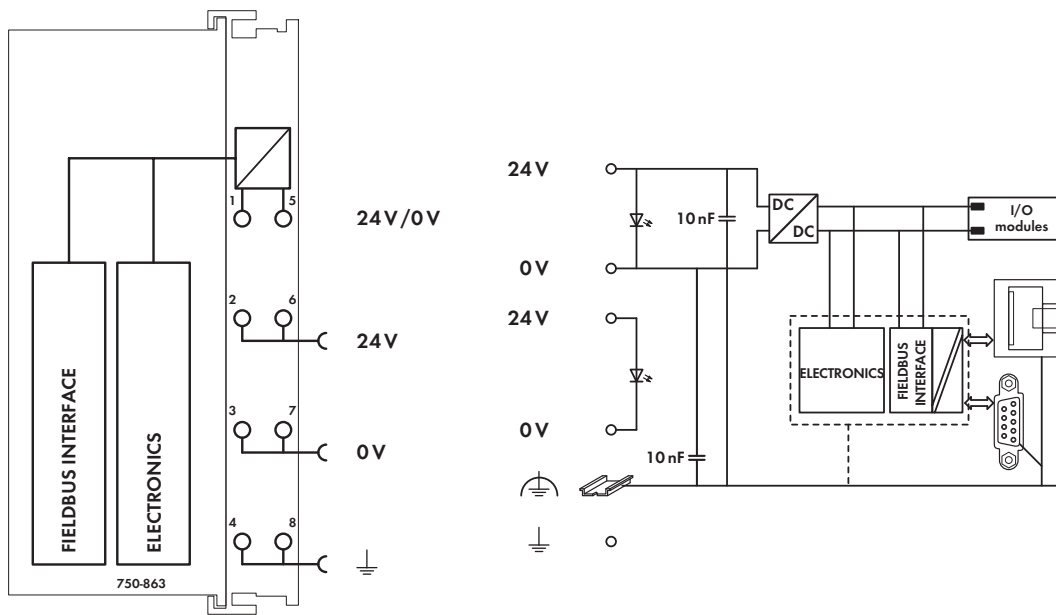 1
5
24V/0V
2
6
24V
3
7
0V
4
8
FIELDBUS INTERFACE
ELECTRONICS
750-863
24V
10nF
DC
DC
I/O
modules
0V
24V
ELECTRONICS
FIELDBUS
INTERFACE
0V
10nF